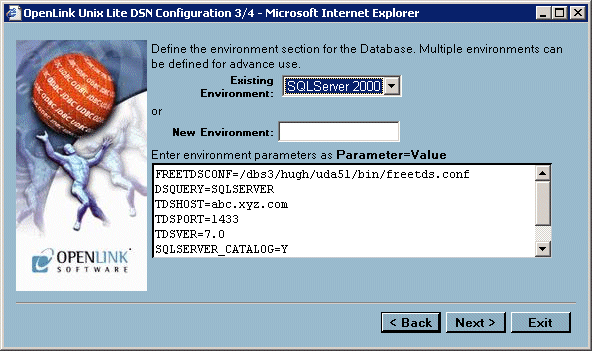 OpenLink Unix Lite DSN Configuration 3/4 - Microsoft Internet Explorer
Define the environment section for the Database. Multiple environments can
be defined for advance use.
Existing
Environment:
SQLServer 2000
or
New Environment:
Enter environment parameters as Parameter=Value
FREETDSCONF=/dbs3/hugh/uda51/bin/freetds.conf
DSQUERY=SQLSERVER
TDSHOST=abc.xyz.com
TDSPORT=1433
TDSVER=7.0
SQLSERVER_CATALOG=Y
OPENLINK
SOFTWARE
< Back
Next >
Exit